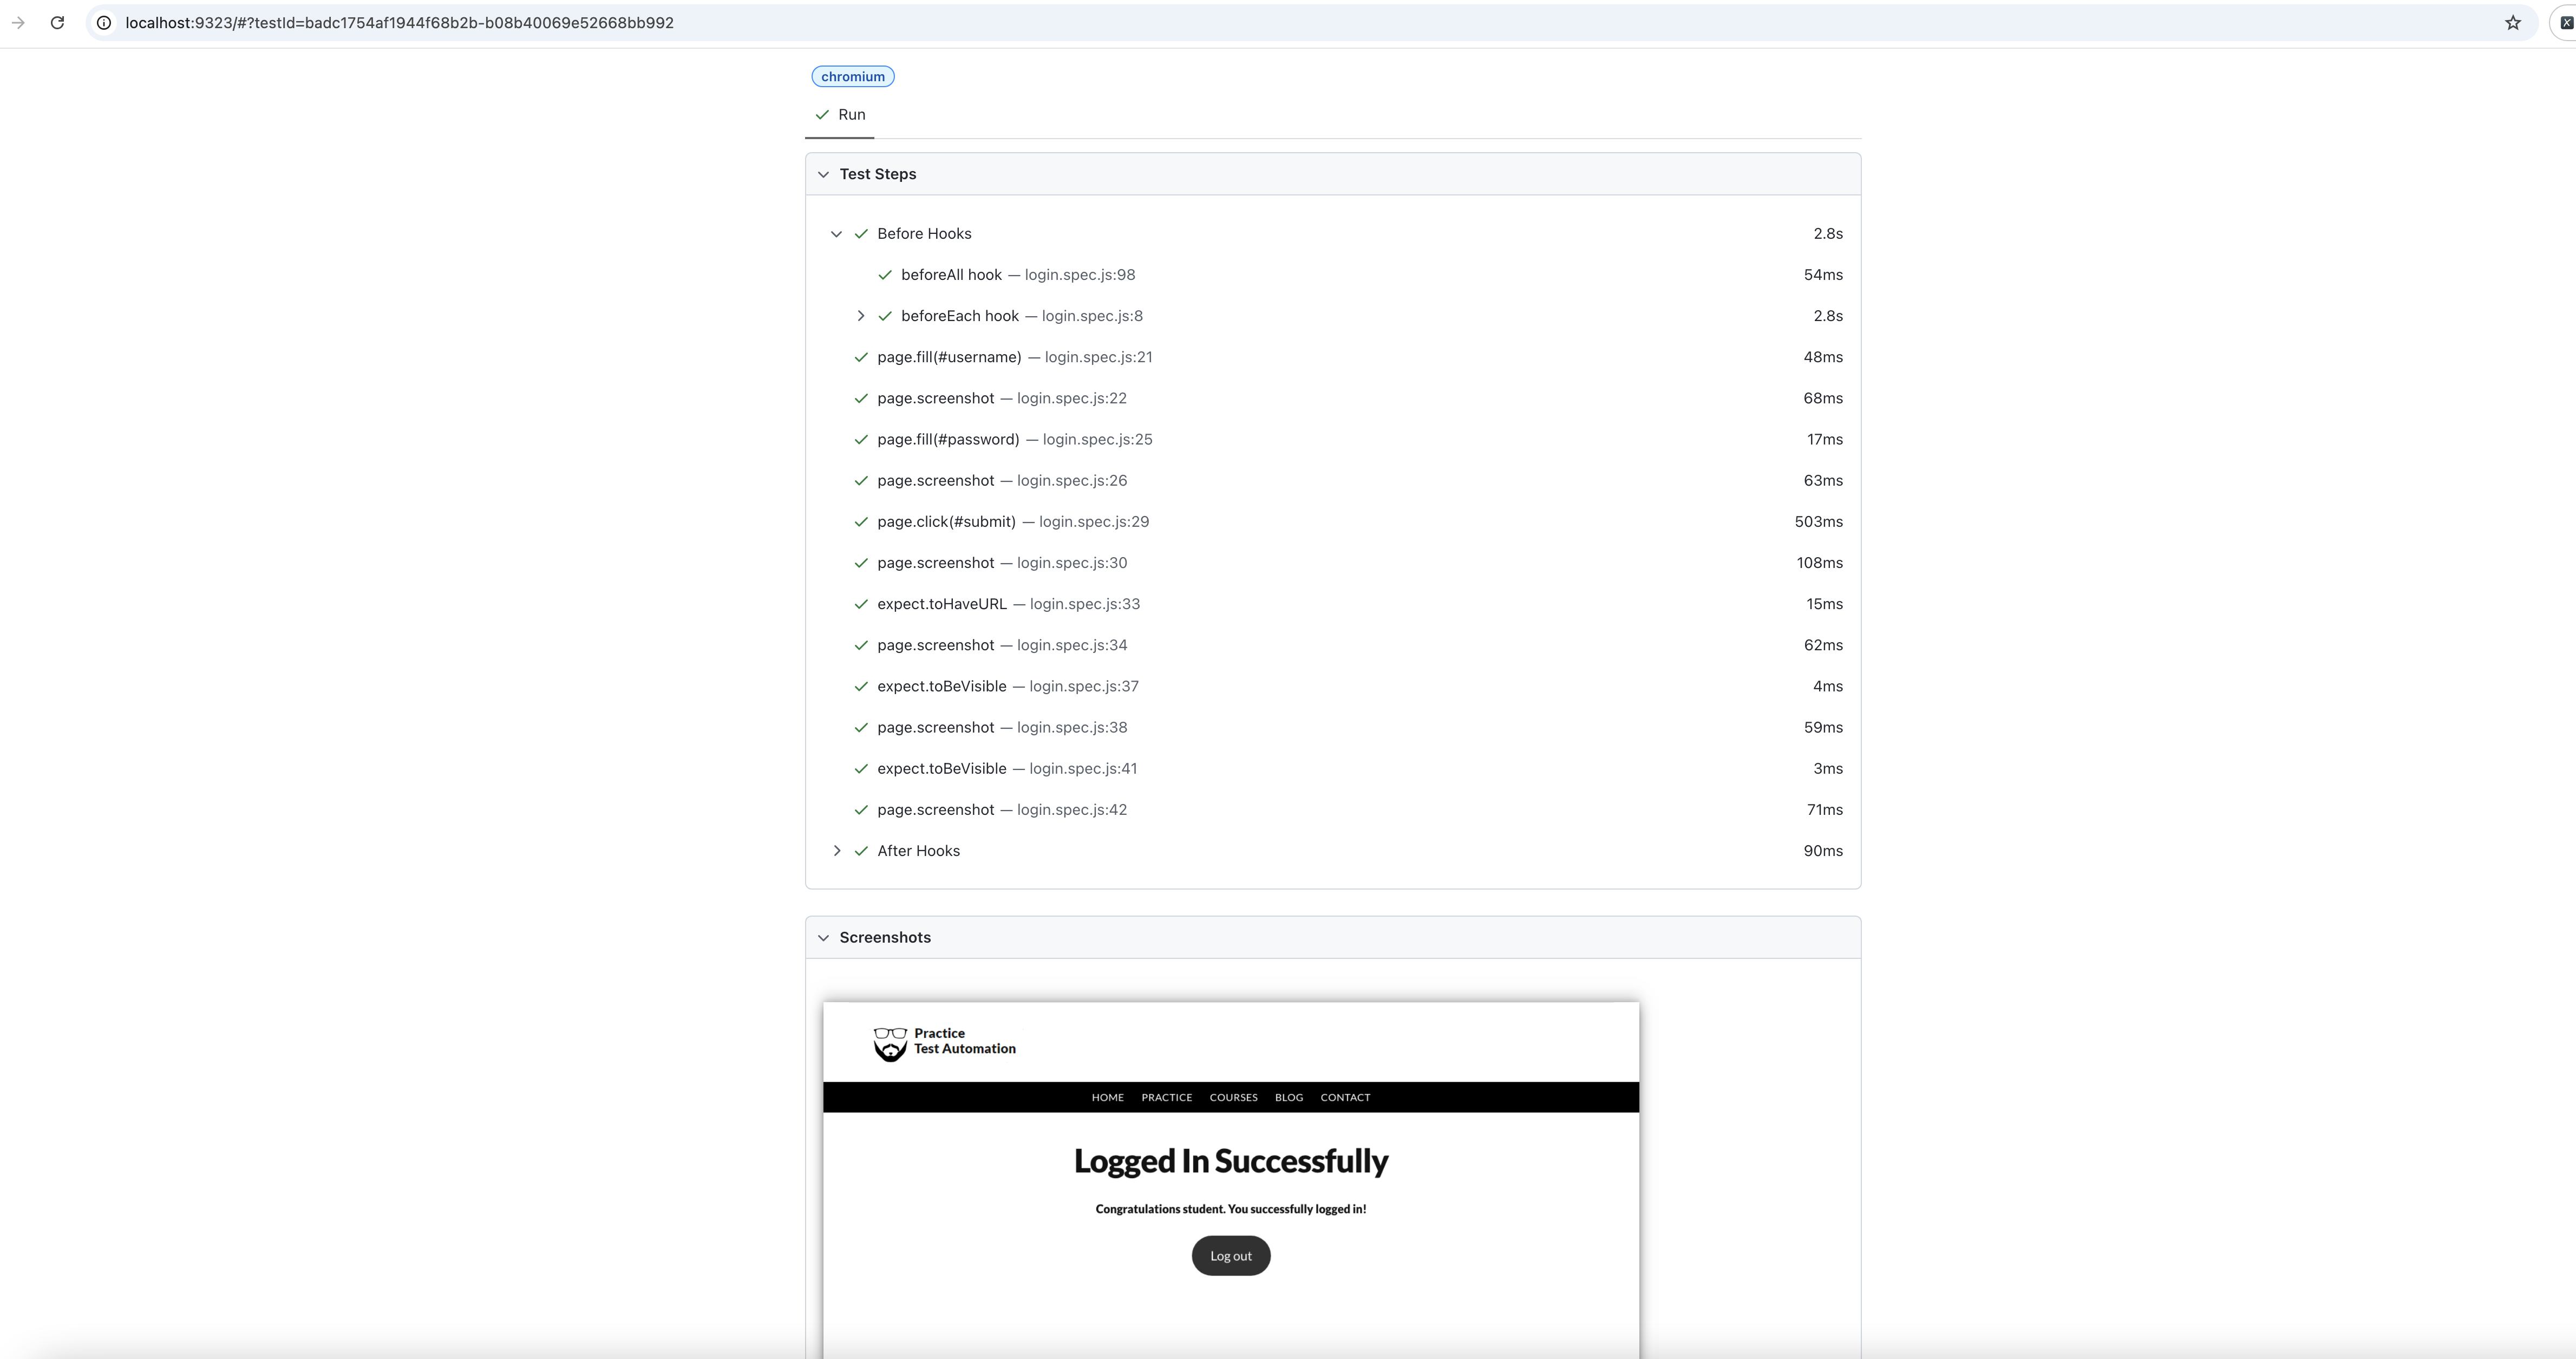 localhost:9323/#?testId=badc1754af1944f68b2b-b08b40069e52668bb992
chromium
Run
Test Steps
Before Hooks 2.8s
beforeAll hook — login.spec.js:98 54ms
beforeEach hook — login.spec.js:8 2.8s
page.fill(#username) — login.spec.js:21 48ms
page.screenshot — login.spec.js:22 68ms
page.fill(#password) — login.spec.js:25 17ms
page.screenshot — login.spec.js:26 63ms
page.click(#submit) — login.spec.js:29 503ms
page.screenshot — login.spec.js:30 108ms
expect.toHaveURL — login.spec.js:33 15ms
page.screenshot — login.spec.js:34 62ms
expect.toBeVisible — login.spec.js:37 4ms
page.screenshot — login.spec.js:38 59ms
expect.toBeVisible — login.spec.js:41 3ms
page.screenshot — login.spec.js:42 71ms
After Hooks 90ms
Screenshots
Practice
Test Automation
HOME PRACTICE COURSES BLOG CONTACT
Logged In Successfully
Congratulations student. You successfully logged in!
Log out